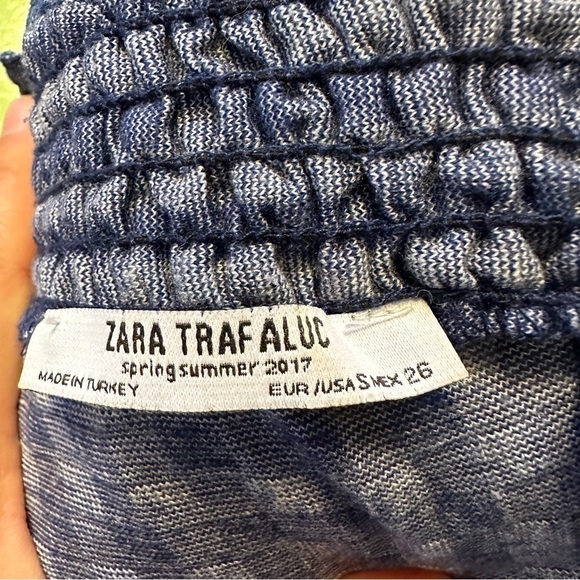 ZARA TRAFALUC
spring summer 2017
MADE IN TURKEY EUR/USA S MEX 26